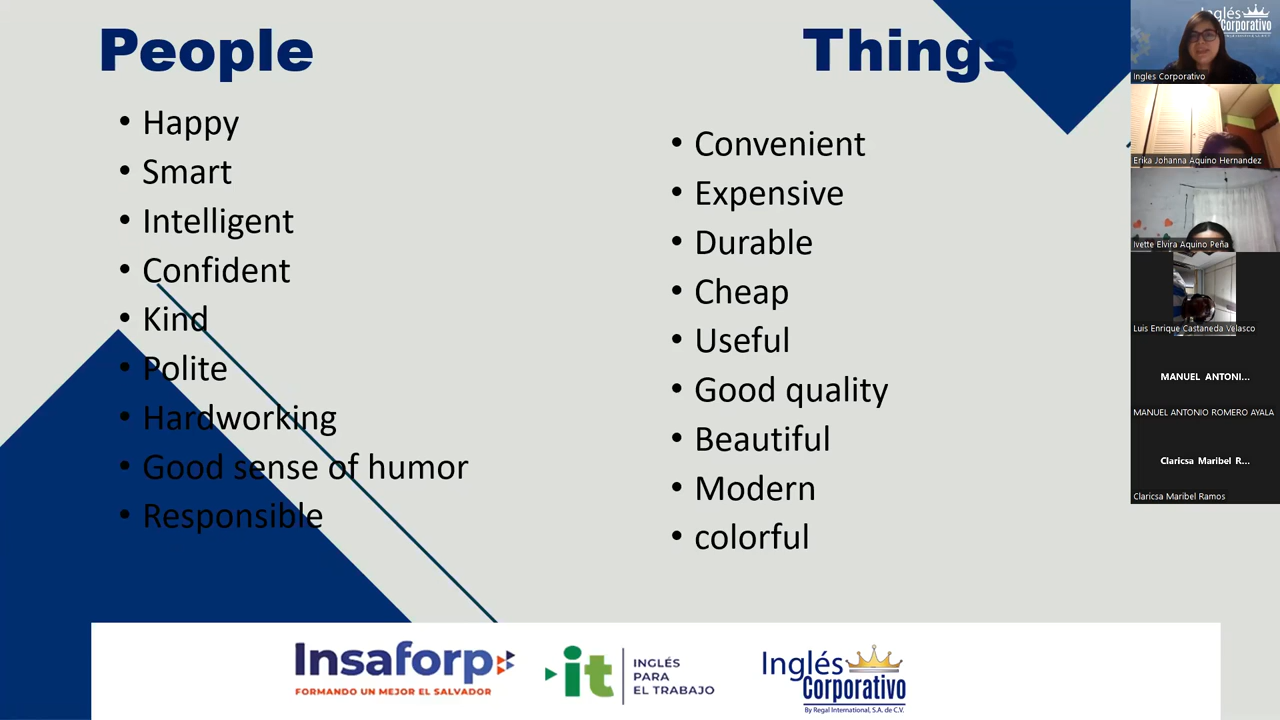 People
• Happy
• Smart
• Intelligent
• Confident
• Kind
• Polite
• Hardworking
• Good sense of humor
• Responsible
Things
• Convenient
• Expensive
• Durable
• Cheap
• Useful
• Good quality
• Beautiful
• Modern
• colorful
Insaforp
FORMANDO UN MEJOR EL SALVADOR
it
INGLÉS
PARA
EL TRABAJO
Inglés
Corporativo
By Regal International, S.A. de C.V.
Inglés
Corporativo
Ingles Corporativo
Erika Johanna Aquino Hernandez
Ivette Elvira Aquino Peña
Luis Enrique Castaneda Velasco
MANUEL ANTONI...
MANUEL ANTONIO ROMERO AYALA
Claricsa Maribel R...
Claricsa Maribel Ramos